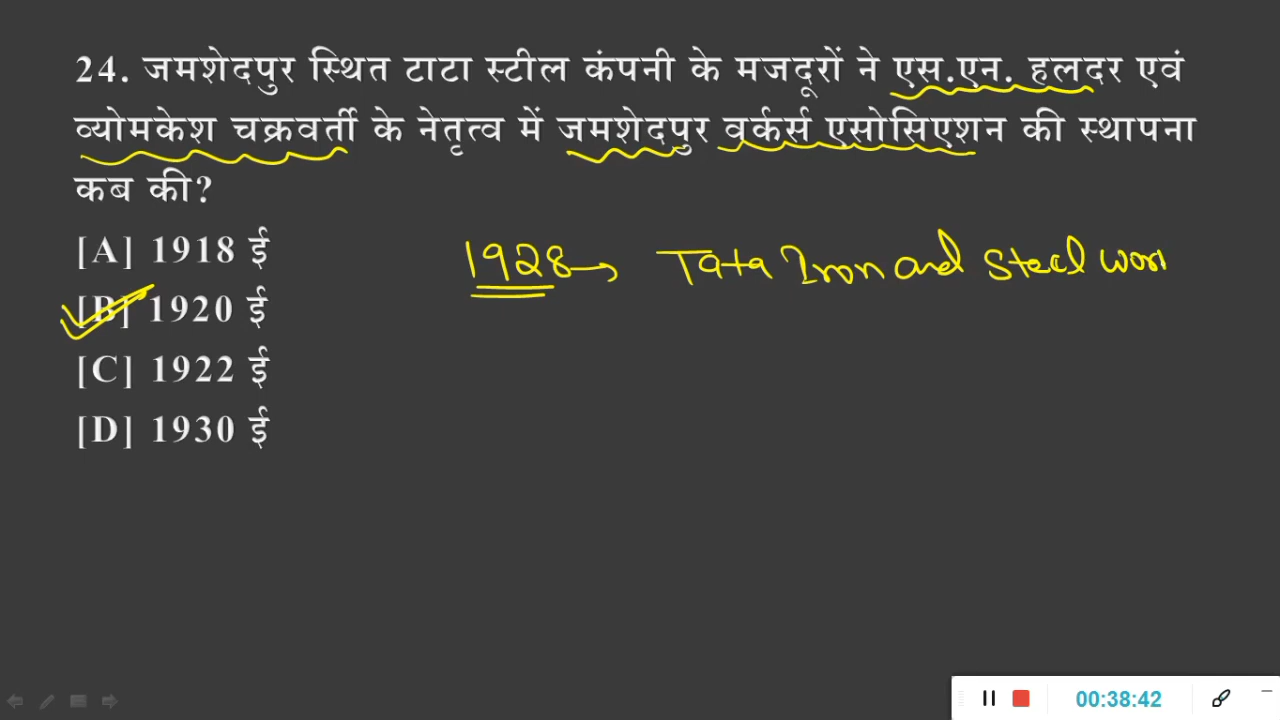 24. जमशेदपुर स्थित टाटा स्टील कंपनी के मजदूरों ने एस.एन. हलदर एवं
व्योमकेश चक्रवर्ती के नेतृत्व में जमशेदपुर वर्कर्स एसोसिएशन की स्थापना
कब की?
[A] 1918 ई
[B] 1920 ई
[C] 1922 ई
[D] 1930 ई
1928 → Tata Iron and Steel wor
00:38:42